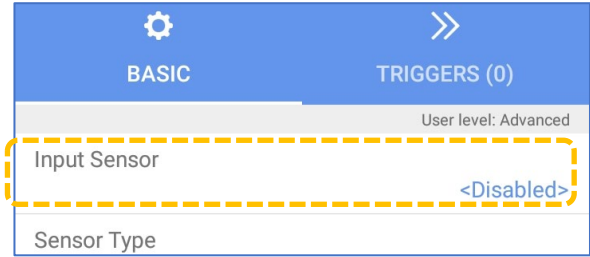 BASIC
TRIGGERS (0)
User level: Advanced
Input Sensor
<Disabled>
Sensor Type